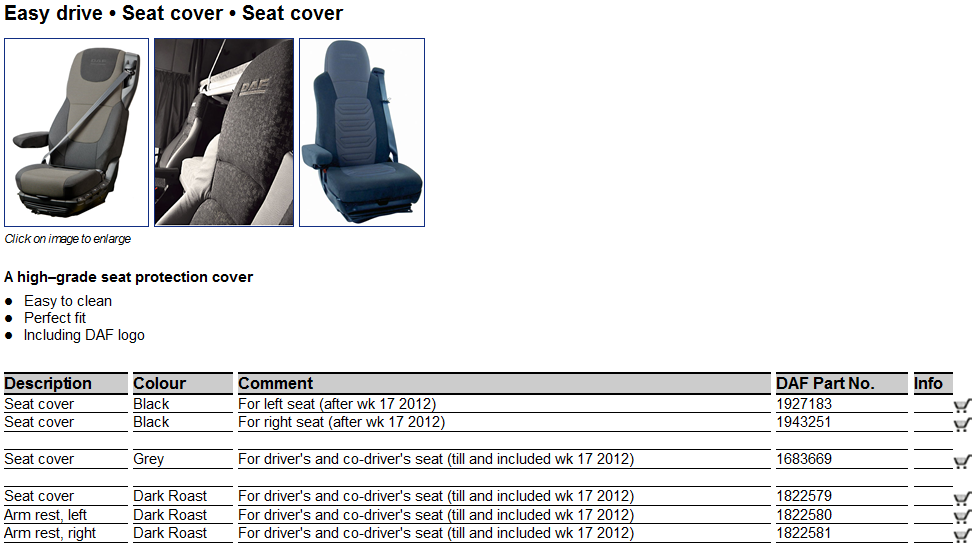 Easy drive • Seat cover • Seat cover
DAF
Click on image to enlarge
A high–grade seat protection cover
● Easy to clean
● Perfect fit
● Including DAF logo
Description Colour Comment DAF Part No. Info
Seat cover Black For left seat (after wk 17 2012) 1927183
Seat cover Black For right seat (after wk 17 2012) 1943251
Seat cover Grey For driver's and co-driver's seat (till and included wk 17 2012) 1683669
Seat cover Dark Roast For driver's and co-driver's seat (till and included wk 17 2012) 1822579
Arm rest, left Dark Roast For driver's and co-driver's seat (till and included wk 17 2012) 1822580
Arm rest, right Dark Roast For driver's and co-driver's seat (till and included wk 17 2012) 1822581